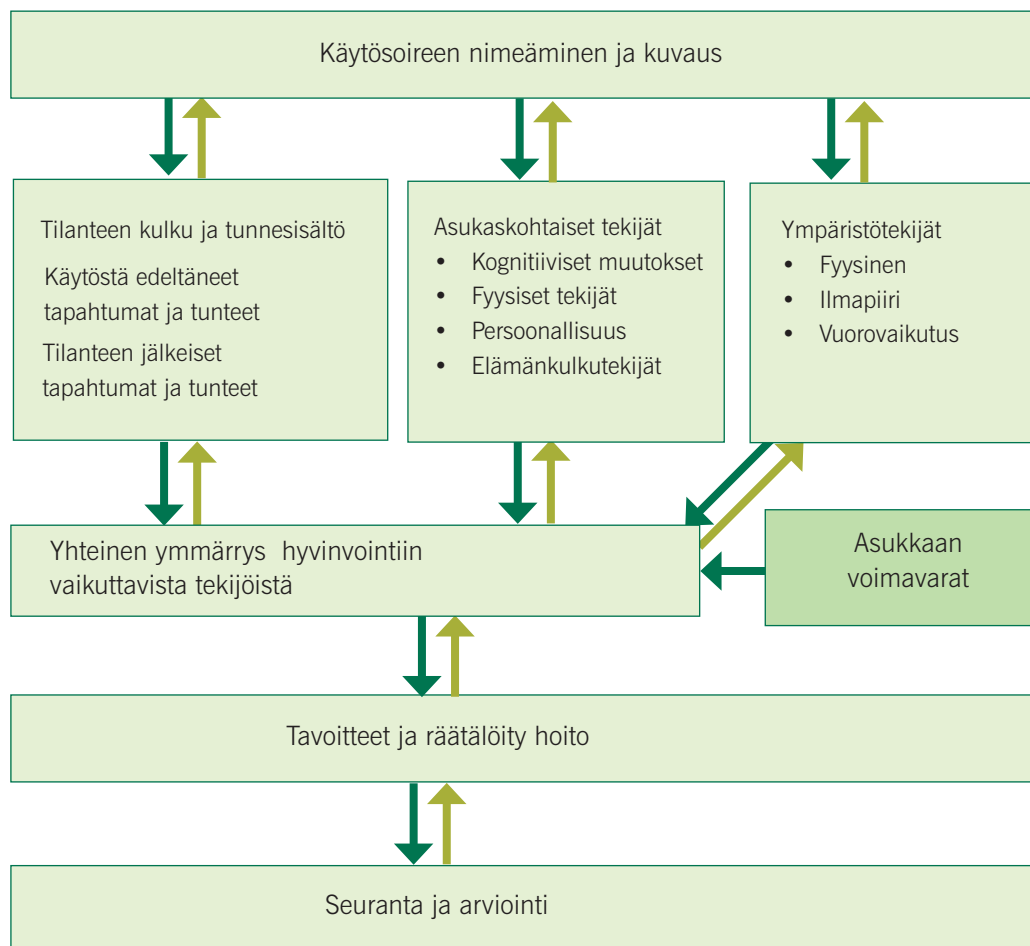 Käytösoireen nimeäminen ja kuvaus
Tilanteen kulku ja tunnesisältö
Käytöstä edeltäneet
tapahtumat ja tunteet
Tilanteen jälkeiset
tapahtumat ja tunteet
Asukaskohtaiset tekijät
• Kognitiiviset muutokset
• Fyysiset tekijät
• Persoonallisuus
• Elämänkulkutekijät
Ympäristötekijät
• Fyysinen
• Ilmapiiri
• Vuorovaikutus
Yhteinen ymmärrys hyvinvointiin
vaikuttavista tekijöistä
Asukkaan
voimavarat
Tavoitteet ja räätälöity hoito
Seuranta ja arviointi